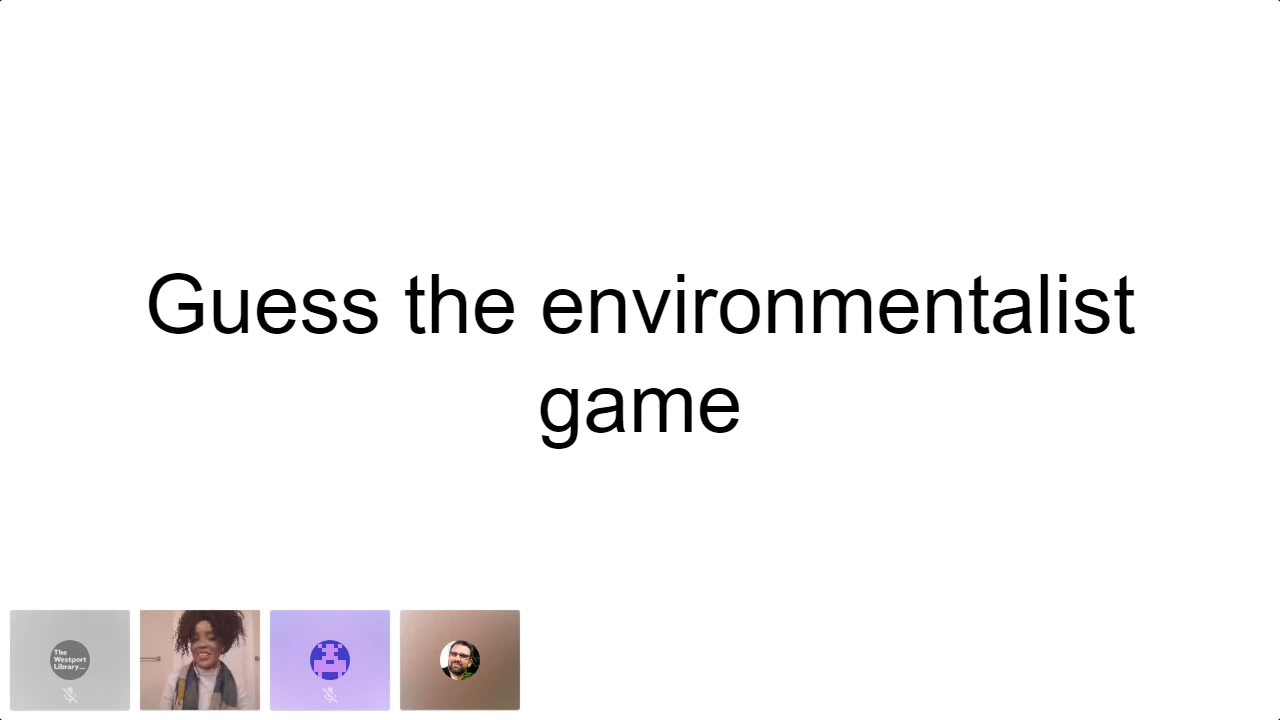 Guess the environmentalist
game
The
Westport
Library...